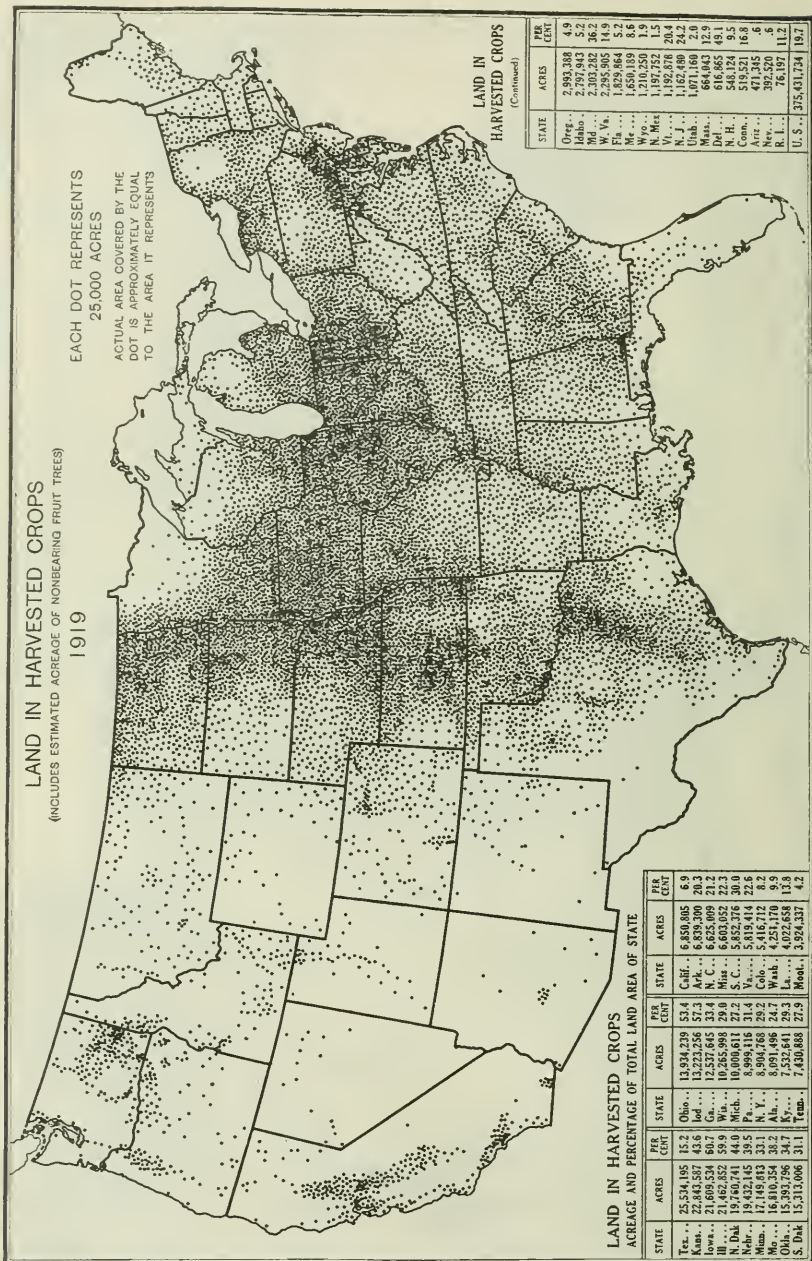 LAND IN HARVESTED CROPS
(INCLUDES ESTIMATED ACREAGE OF NONBEARING FRUIT TREES)
1919
EACH DOT REPRESENTS
25,000 ACRES
ACTUAL AREA COVERED BY THE
DOT IS APPROXIMATELY EQUAL
TO THE AREA IT REPRESENTS
LAND IN HARVESTED CROPS
ACREAGE AND PERCENTAGE OF TOTAL LAND AREA OF STATE
STATE ACRES PER CENT STATE ACRES PER CENT STATE ACRES PER CENT
Tex... 25,534,195 15.2 Ohio.. 13,934,239 53.4 Calif.. 6,850,805 6.9
Kans.. 22,843,587 43.6 Ind... 13,223,256 57.3 Ark... 6,839,300 20.3
Iowa.. 21,609,534 60.7 Ga... 12,537,645 33.4 N. C.. 6,625,009 21.2
Ill... 21,462,852 59.9 Wis... 10,265,998 29.0 Miss.. 6,603,052 22.3
N. Dak 19,760,741 44.0 Mich.. 10,000,611 27.2 S. C... 5,852,376 30.0
Nebr.. 19,432,145 39.5 Pa.... 8,999,116 31.4 Va.... 5,819,414 22.6
Minn.. 17,149,813 33.1 N. Y.. 8,904,768 29.2 Colo.. 5,416,712 8.2
Mo... 16,810,354 38.2 Ala... 8,091,496 24.7 Wash.. 4,251,170 9.9
Okla.. 15,393,796 34.7 Ky.... 7,532,641 29.3 La.... 4,022,658 13.8
S. Dak 15,313,006 31.1 Tenn.. 7,430,888 27.9 Mont.. 3,924,337 4.2
LAND IN
HARVESTED CROPS
(Continued)
STATE ACRES PER CENT
Oreg.. 2,993,388 4.9
Idaho. 2,797,943 5.2
Md... 2,303,282 36.2
W. Va. 2,295,905 14.9
Fla... 1,829,864 5.2
Me... 1,650,189 8.6
Wyo.. 1,210,250 1.9
N. Mex 1,197,752 1.5
Vt.... 1,192,878 20.4
N. J... 1,162,480 24.2
Utah.. 1,071,160 2.0
Mass.. 664,043 12.9
Del... 616,865 49.1
N. H.. 548,124 9.5
Conn.. 519,521 16.8
Ariz... 471,345 .6
Nev... 392,520 .6
R. I... 76,197 11.2
U. S.. 375,431,734 19.7